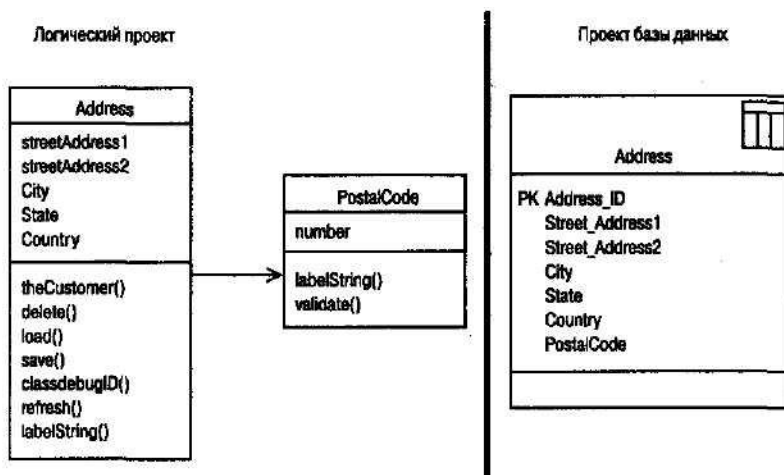 Логический проект
Address
streetAddress1
streetAddress2
City
State
Country
theCustomer()
delete()
load()
save()
classdebugID()
refresh()
labelString()
PostalCode
number
labelString()
validate()
Проект базы данных
Address
PK Address_ID
Street_Address1
Street_Address2
City
State
Country
PostalCode